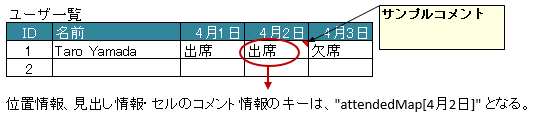 ユーザ一覧
サンプルコメント
ID 名前 4月1日 4月2日 4月3日
1 Taro Yamada 出席 出席 欠席
2
位置情報、見出し情報・セルのコメント情報のキーは、"attendedMap[4月2日]" となる。